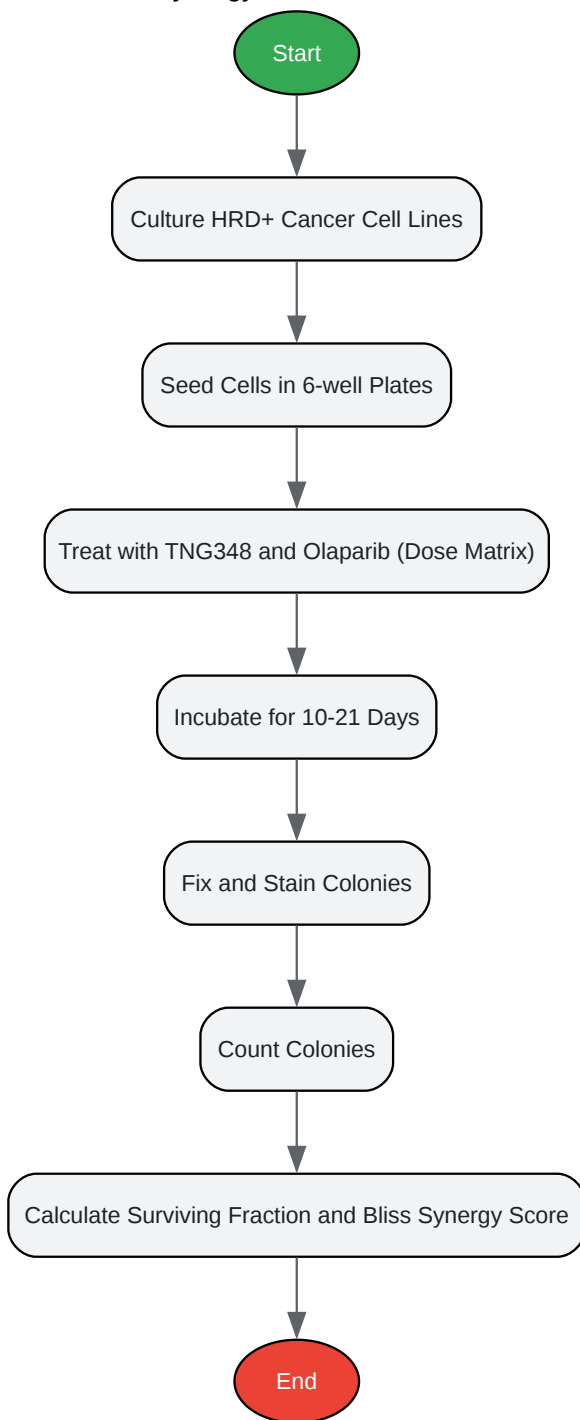 Start
Culture HRD+ Cancer Cell Lines
Seed Cells in 6-well Plates
Treat with TNG348 and Olaparib (Dose Matrix)
Incubate for 10-21 Days
Fix and Stain Colonies
Count Colonies
Calculate Surviving Fraction and Bliss Synergy Score
End